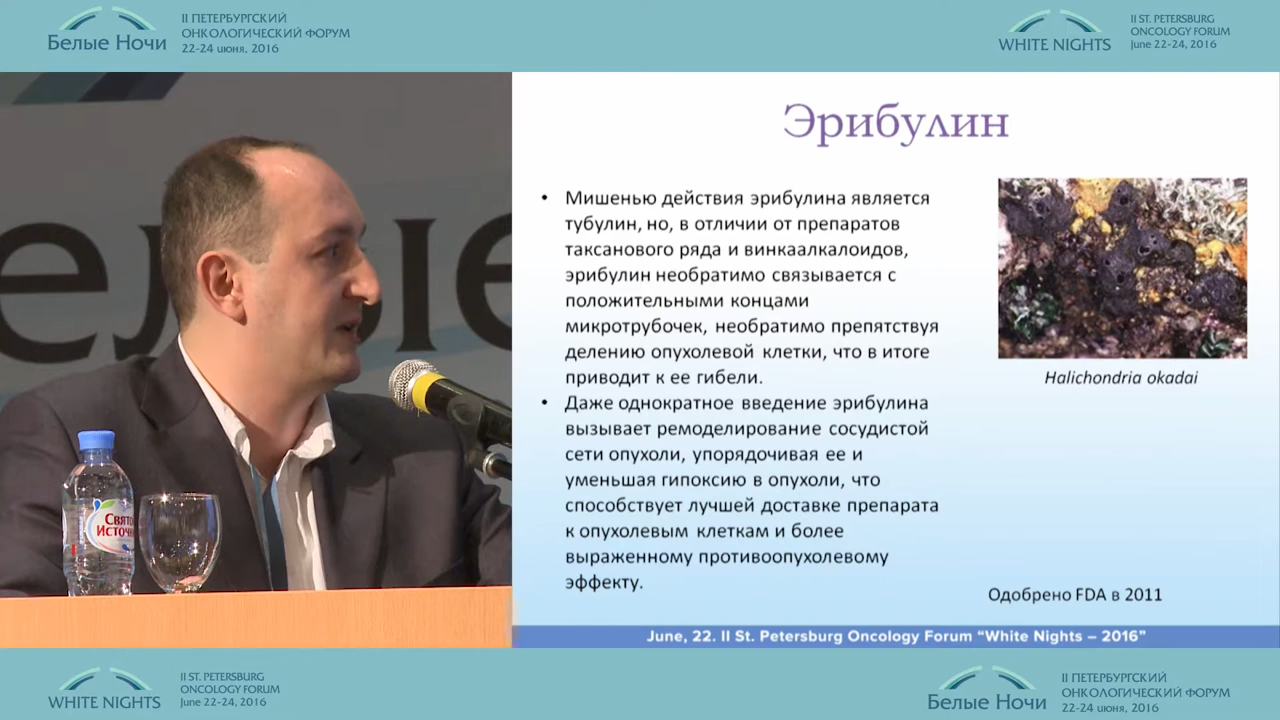 Белые Ночи
II ПЕТЕРБУРГСКИЙ
ОНКОЛОГИЧЕСКИЙ ФОРУМ
22-24 июня, 2016
WHITE NIGHTS
II ST. PETERSBURG
ONCOLOGY FORUM
June 22-24, 2016
елые
Свято
Источн
Эрибулин
• Мишенью действия эрибулина является
тубулин, но, в отличии от препаратов
таксанового ряда и винкаалкалоидов,
эрибулин необратимо связывается с
положительными концами
микротрубочек, необратимо препятствуя
делению опухолевой клетки, что в итоге
приводит к ее гибели.
• Даже однократное введение эрибулина
вызывает ремоделирование сосудистой
сети опухоли, упорядочивая ее и
уменьшая гипоксию в опухоли, что
способствует лучшей доставке препарата
к опухолевым клеткам и более
выраженному противоопухолевому
эффекту.
Halichondria okadai
Одобрено FDA в 2011
June, 22. II St. Petersburg Oncology Forum “White Nights – 2016”
WHITE NIGHTS
II ST. PETERSBURG
ONCOLOGY FORUM
June 22-24, 2016
Белые Ночи
II ПЕТЕРБУРГСКИЙ
ОНКОЛОГИЧЕСКИЙ ФОРУМ
22-24 июня, 2016